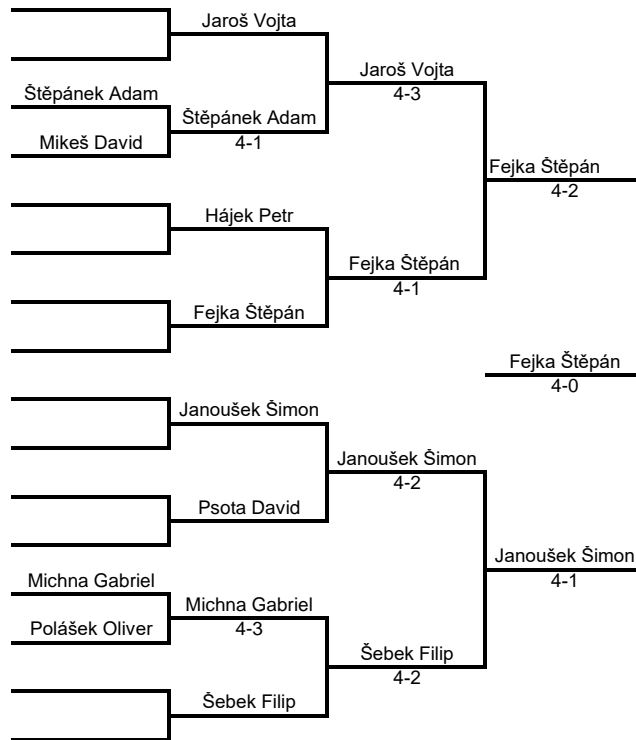 Jaroš Vojta
Jaroš Vojta
4-3
Štěpánek Adam
Štěpánek Adam
4-1
Mikeš David
Fejka Štěpán
4-2
Hájek Petr
Fejka Štěpán
4-1
Fejka Štěpán
Fejka Štěpán
4-0
Janoušek Šimon
Janoušek Šimon
4-2
Psota David
Janoušek Šimon
4-1
Michna Gabriel
Michna Gabriel
4-3
Polášek Oliver
Šebek Filip
4-2
Šebek Filip